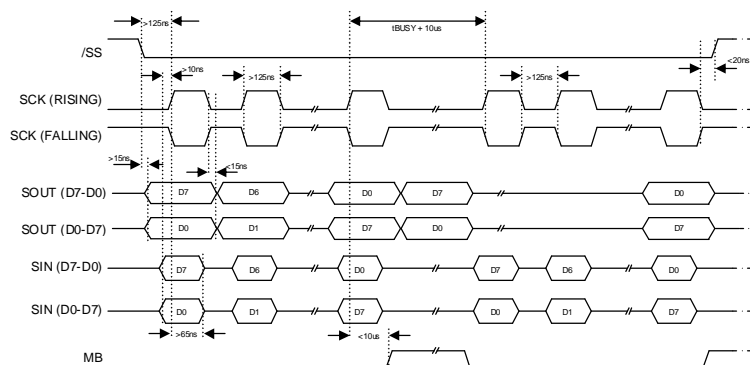 >125ns
tBUSY + 10us
/SS
<20ns
>10ns
>125ns
>125ns
SCK (RISING)
SCK (FALLING)
>15ns
<15ns
SOUT (D7-D0)
D7
D6
D0
D7
D0
SOUT (D0-D7)
D0
D1
D7
D0
D7
SIN (D7-D0)
D7
D6
D0
D7
D6
D0
SIN (D0-D7)
D0
D1
D7
D0
D1
D7
>65ns
<10us
MB